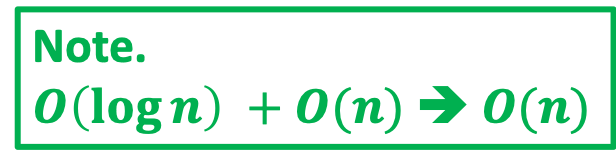 Note.
O(log n) + O(n) → O(n)